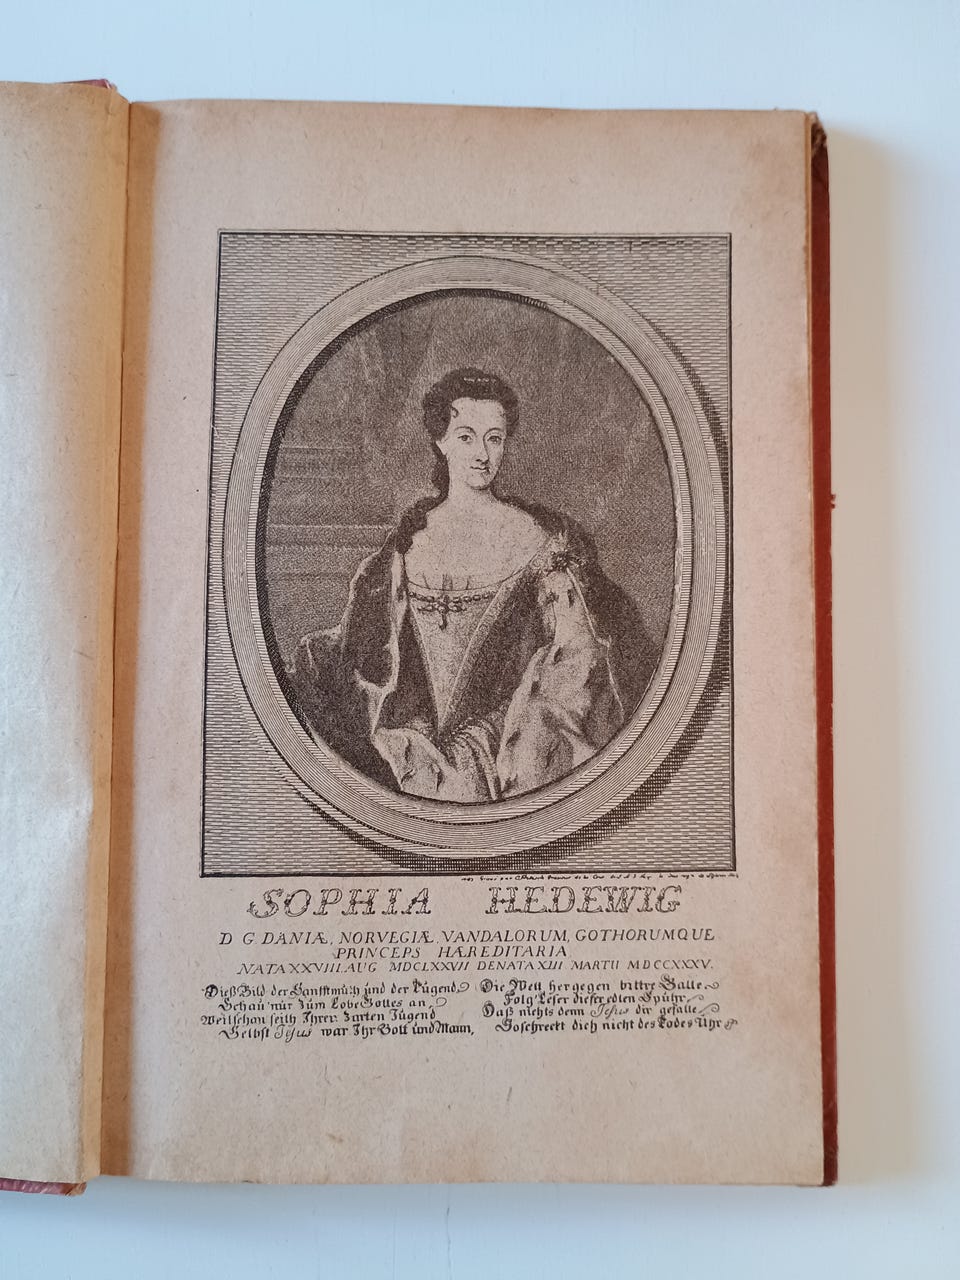 SOPHIA HEDEWIG
D G DANIÆ, NORVEGIÆ, VANDALORUM, GOTHORUMQUE
PRINCEPS HÆREDITARIA
NATA XXVIII. AUG MDCLXXVII DENATA XIII MARTII MDCCXXXV.
Dieß Bild der Sanfftmuth und der Tugend,
Schau nur zum Lobe Gottes an,
Weil schon seith Ihrer zarten Jugend
Selbst Jesus war Ihr Gott und Mann,
Die Welt hergegen bittre Galle
Folg' Leser dieser edlen Spuhr,
Daß nichts denn Jesus dir gefalle
So schreckt dich nicht des Todes Uhr